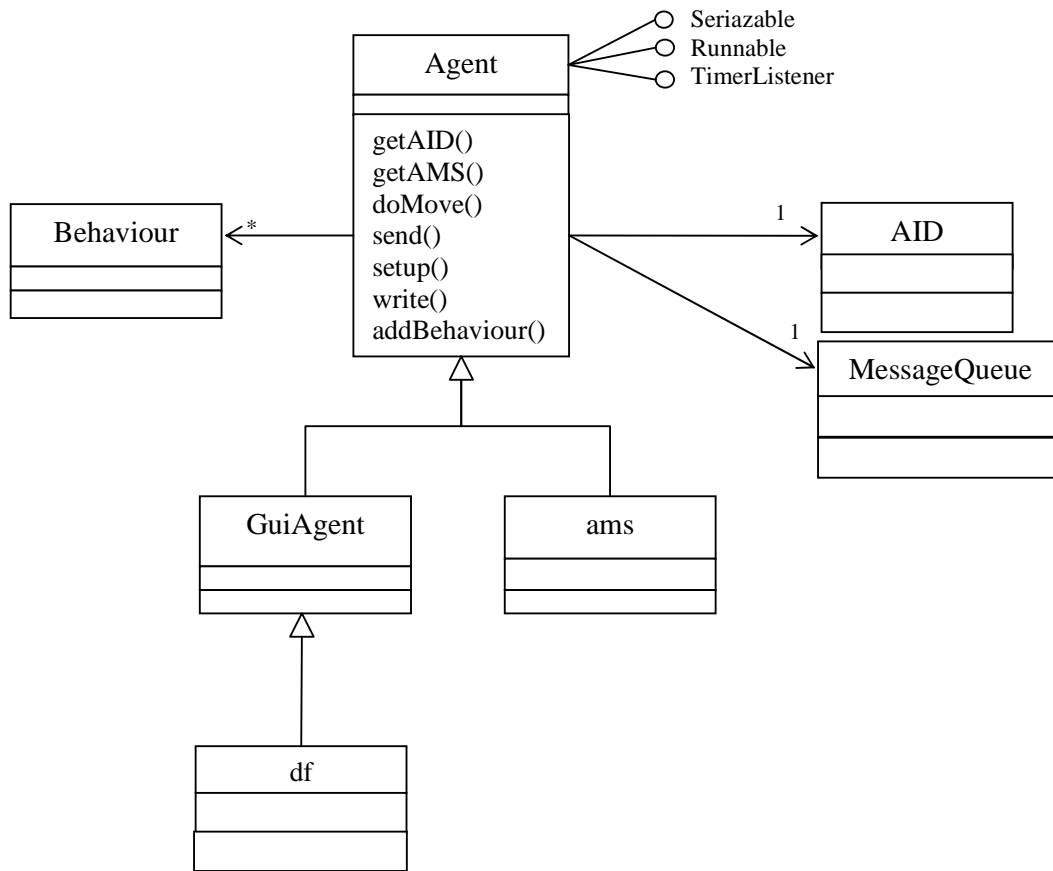 Seriazable
Runnable
TimerListener
Agent
getAID()
getAMS()
doMove()
send()
setup()
write()
addBehaviour()
Behaviour
*
1
AID
1
MessageQueue
GuiAgent
ams
df